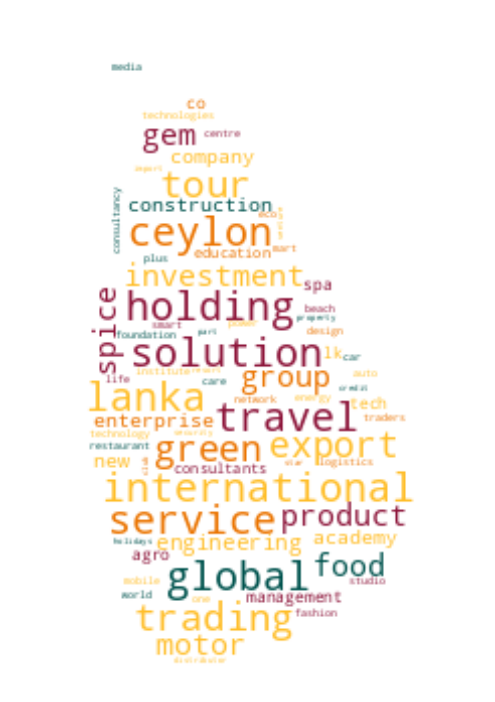 media
co
technologies
gem centre
company
export
tour
consultancy
construction
eco
ceylon
education mart
plus
investment
spa
spice
holding
beach
property
smart
power
foundation
part
design
solution
lk
car
institute
life
care
group
auto
credit
lanka
network
energy
tech
enterprise
travel
traders
technology
security
restaurant
green
export
new
consultants
star
logistics
international
service
product
holidays
engineering
academy
agro
global
food
mobile
studio
world
one
management
trading
fashion
motor
distributor